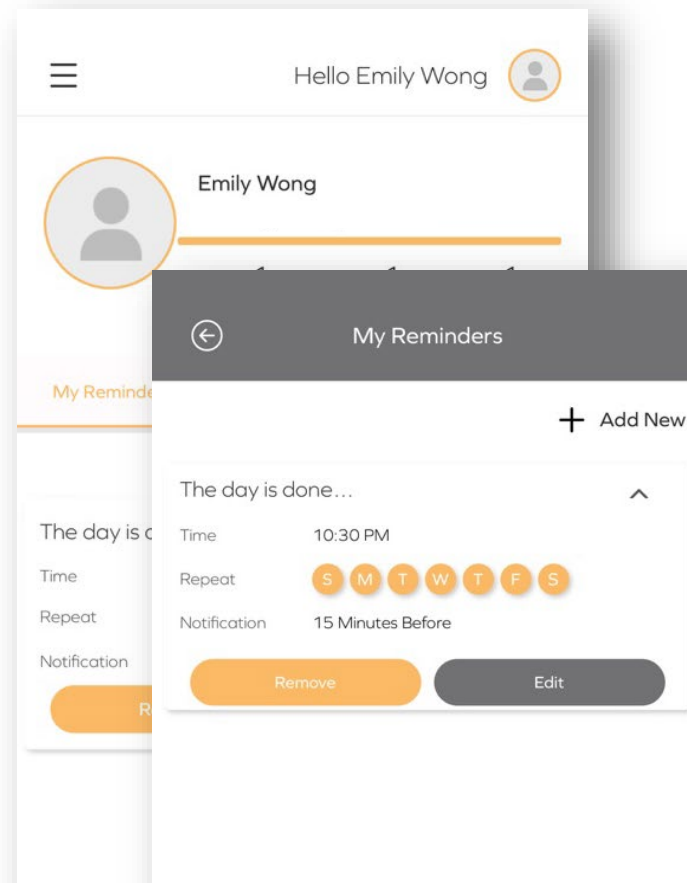 Hello Emily Wong
Emily Wong
My Reminders
My
Add New
The day is done...
The day is
Time 10:30 PM
Time
Repeat S M T W T F S
Repeat
Notification 15 Minutes Before
Notification
Remove Edit